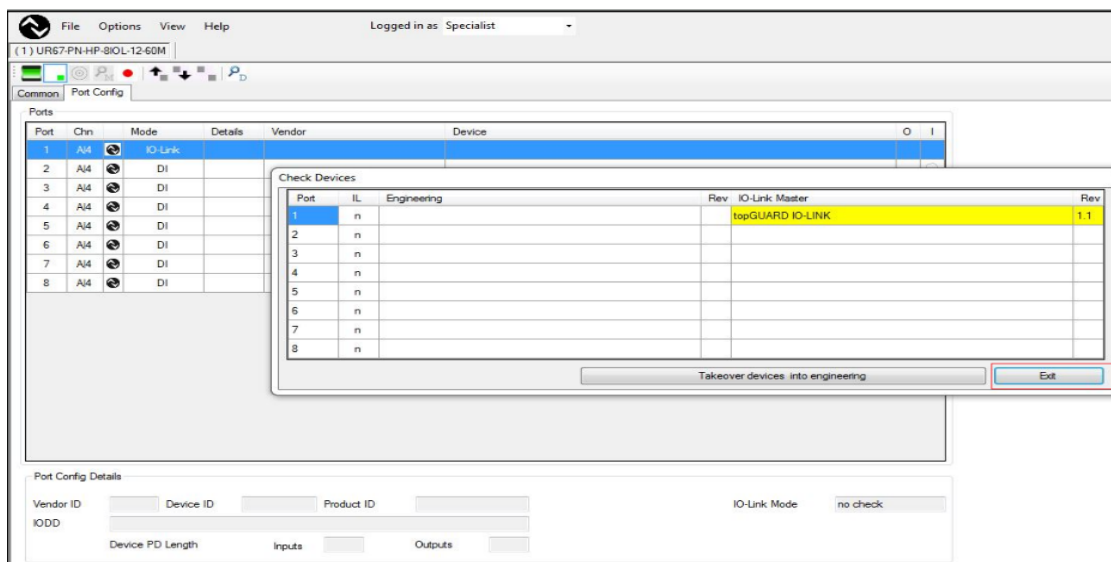 File Options View Help Logged in as Specialist
(1) UR67-PN-HP-8IOL-12-60M
Common Port Config
Ports
Port Chn Mode Details Vendor Device O I
1 A/4 IO-Link
2 A/4 DI
3 A/4 DI
4 A/4 DI
5 A/4 DI
6 A/4 DI
7 A/4 DI
8 A/4 DI
Check Devices
Port IL Engineering Rev IO-Link Master Rev
1 n topGUARD IO-LINK 1.1
2 n
3 n
4 n
5 n
6 n
7 n
8 n
Takeover devices into engineering Exit
Port Config Details
Vendor ID Device ID Product ID IO-Link Mode no check
IODD
Device PD Length Inputs Outputs